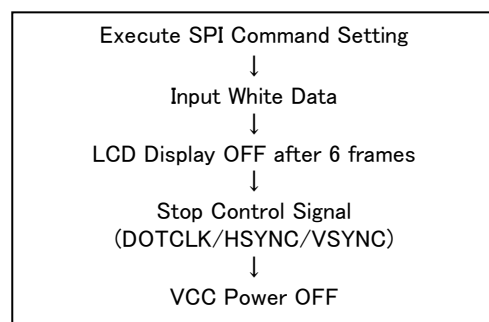 Execute SPI Command Setting
↓
Input White Data
↓
LCD Display OFF after 6 frames
↓
Stop Control Signal
(DOTCLK/HSYNC/VSYNC)
↓
VCC Power OFF